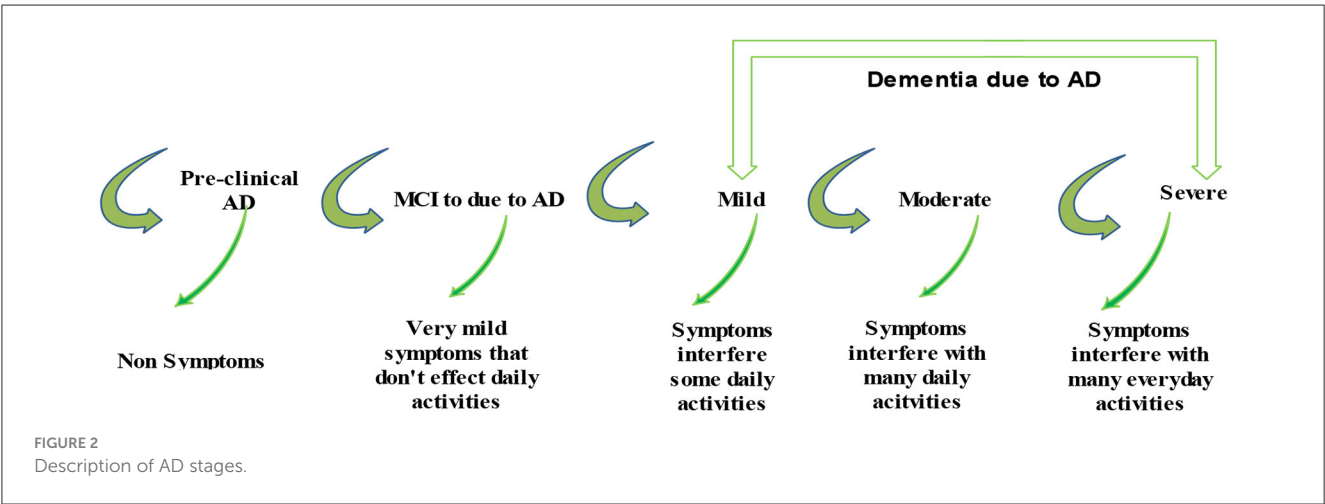 Dementia due to AD
Pre-clinical
AD
MCI to due to AD
Mild
Moderate
Severe
Non Symptoms
Very mild
symptoms that
don't effect daily
activities
Symptoms
interfere
some daily
activities
Symptoms
interfere with
many daily
acitvities
Symptoms
interfere with
many everyday
activities
FIGURE 2
Description of AD stages.